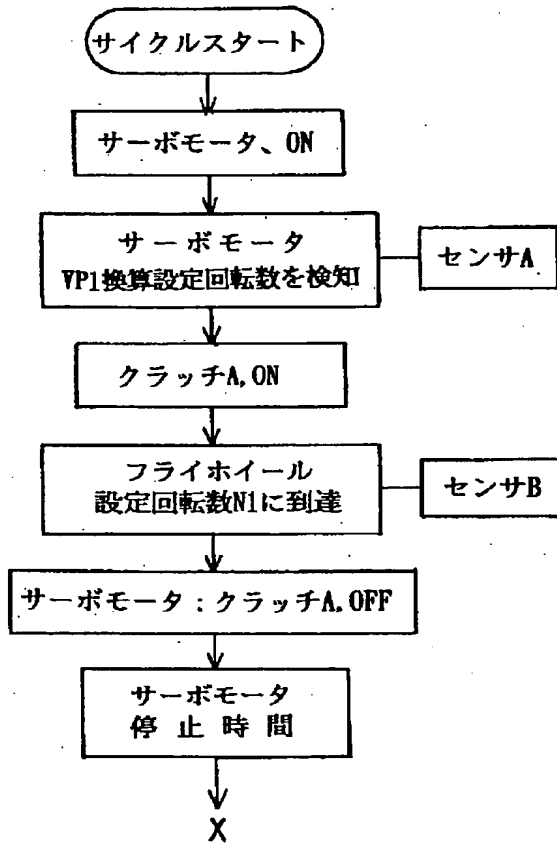 サイクルスタート
サーボモータ、ON
サーボモータ
VP1換算設定回転数を検知
センサA
クラッチA,ON
フライホイール
設定回転数N1に到達
センサB
サーボモータ:クラッチA,OFF
サーボモータ
停止時間
X